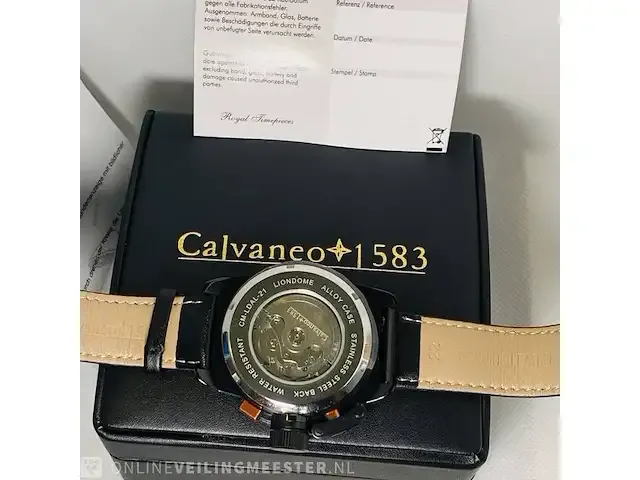 gegen alle Fabrikationsfehler.
Ausgenommen: Armband, Glas, Batterie
sowie Beschädigungen die durch Eingriffe
von unbefugter Seite verursacht werden.
excluding band, glass, battery and
damage caused unauthorized third
parties.
Royal Timepieces
Referenz / Reference
Datum / Date
Stempel / Stamp
Calvaneo 1583
CM-LDAL-21 LIONDOME ALLOY CASE STAINLESS STEEL BACK WATER RESISTANT
22
ONLINEVEILINGMEESTER.NL